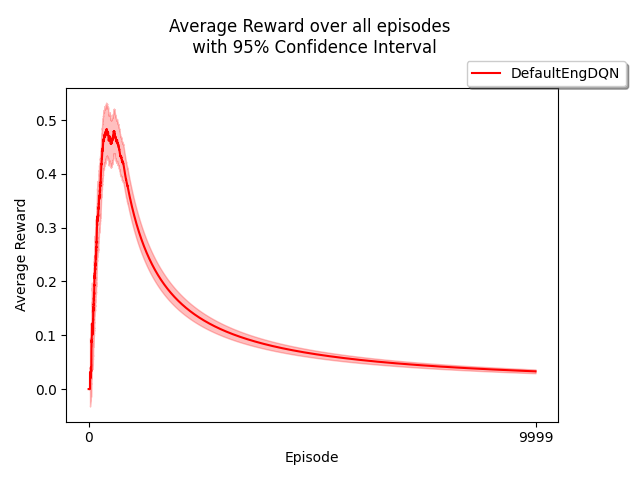 Average Reward over all episodes
with 95% Confidence Interval
DefaultEngDQN
0.5
0.4
0.3
0.2
0.1
0.0
Average Reward
0
9999
Episode